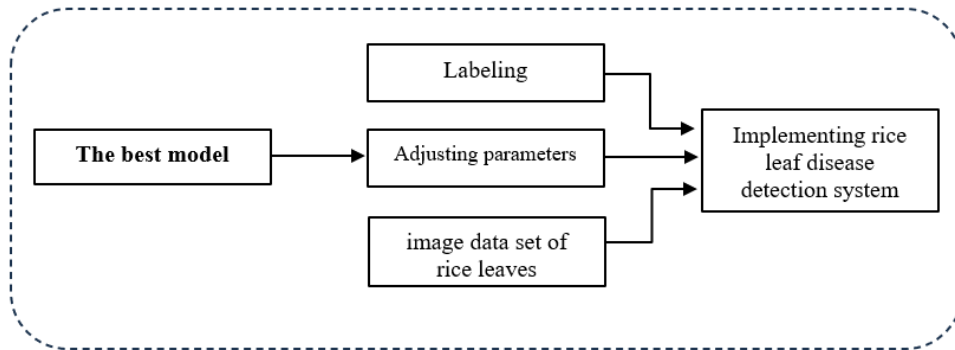 Labeling
The best model
Adjusting parameters
Implementing rice
leaf disease
detection system
image data set of
rice leaves